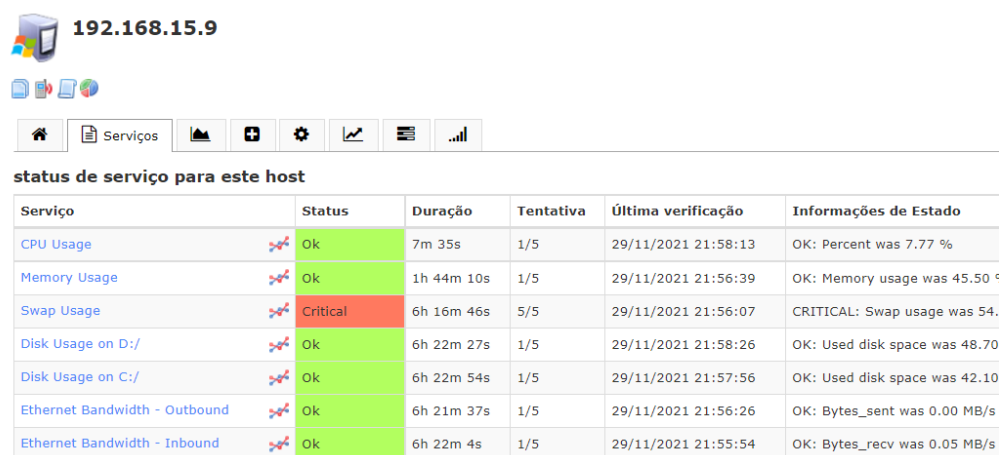 192.168.15.9
Serviços
status de serviço para este host
Serviço Status Duração Tentativa Última verificação Informações de Estado
CPU Usage Ok 7m 35s 1/5 29/11/2021 21:58:13 OK: Percent was 7.77 %
Memory Usage Ok 1h 44m 10s 1/5 29/11/2021 21:56:39 OK: Memory usage was 45.50 %
Swap Usage Critical 6h 16m 46s 5/5 29/11/2021 21:56:07 CRITICAL: Swap usage was 54.
Disk Usage on D:/ Ok 6h 22m 27s 1/5 29/11/2021 21:58:26 OK: Used disk space was 48.70
Disk Usage on C:/ Ok 6h 22m 54s 1/5 29/11/2021 21:57:56 OK: Used disk space was 42.10
Ethernet Bandwidth - Outbound Ok 6h 21m 37s 1/5 29/11/2021 21:56:26 OK: Bytes_sent was 0.00 MB/s
Ethernet Bandwidth - Inbound Ok 6h 22m 4s 1/5 29/11/2021 21:55:54 OK: Bytes_recv was 0.05 MB/s